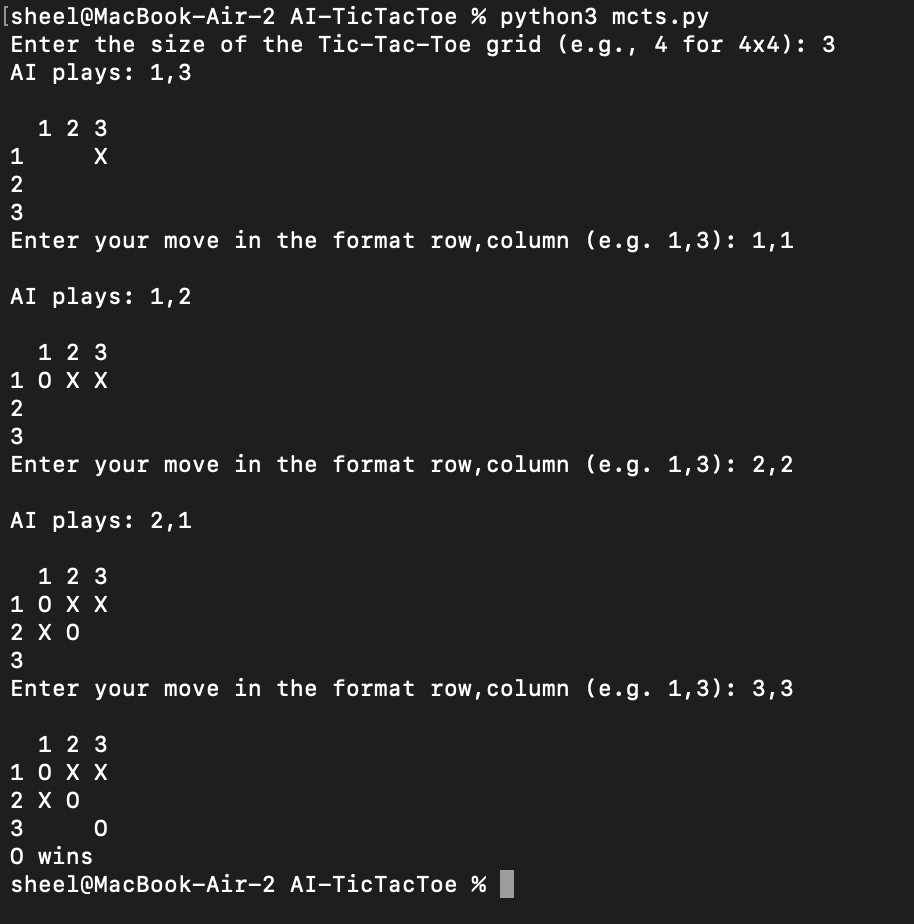 [sheel@MacBook-Air-2 AI-TicTacToe % python3 mcts.py
Enter the size of the Tic-Tac-Toe grid (e.g., 4 for 4x4): 3
AI plays: 1,3

  1 2 3
1     X
2
3
Enter your move in the format row,column (e.g. 1,3): 1,1

AI plays: 1,2

  1 2 3
1 O X X
2
3
Enter your move in the format row,column (e.g. 1,3): 2,2

AI plays: 2,1

  1 2 3
1 O X X
2 X O
3
Enter your move in the format row,column (e.g. 1,3): 3,3

  1 2 3
1 O X X
2 X O
3     O
O wins
sheel@MacBook-Air-2 AI-TicTacToe %